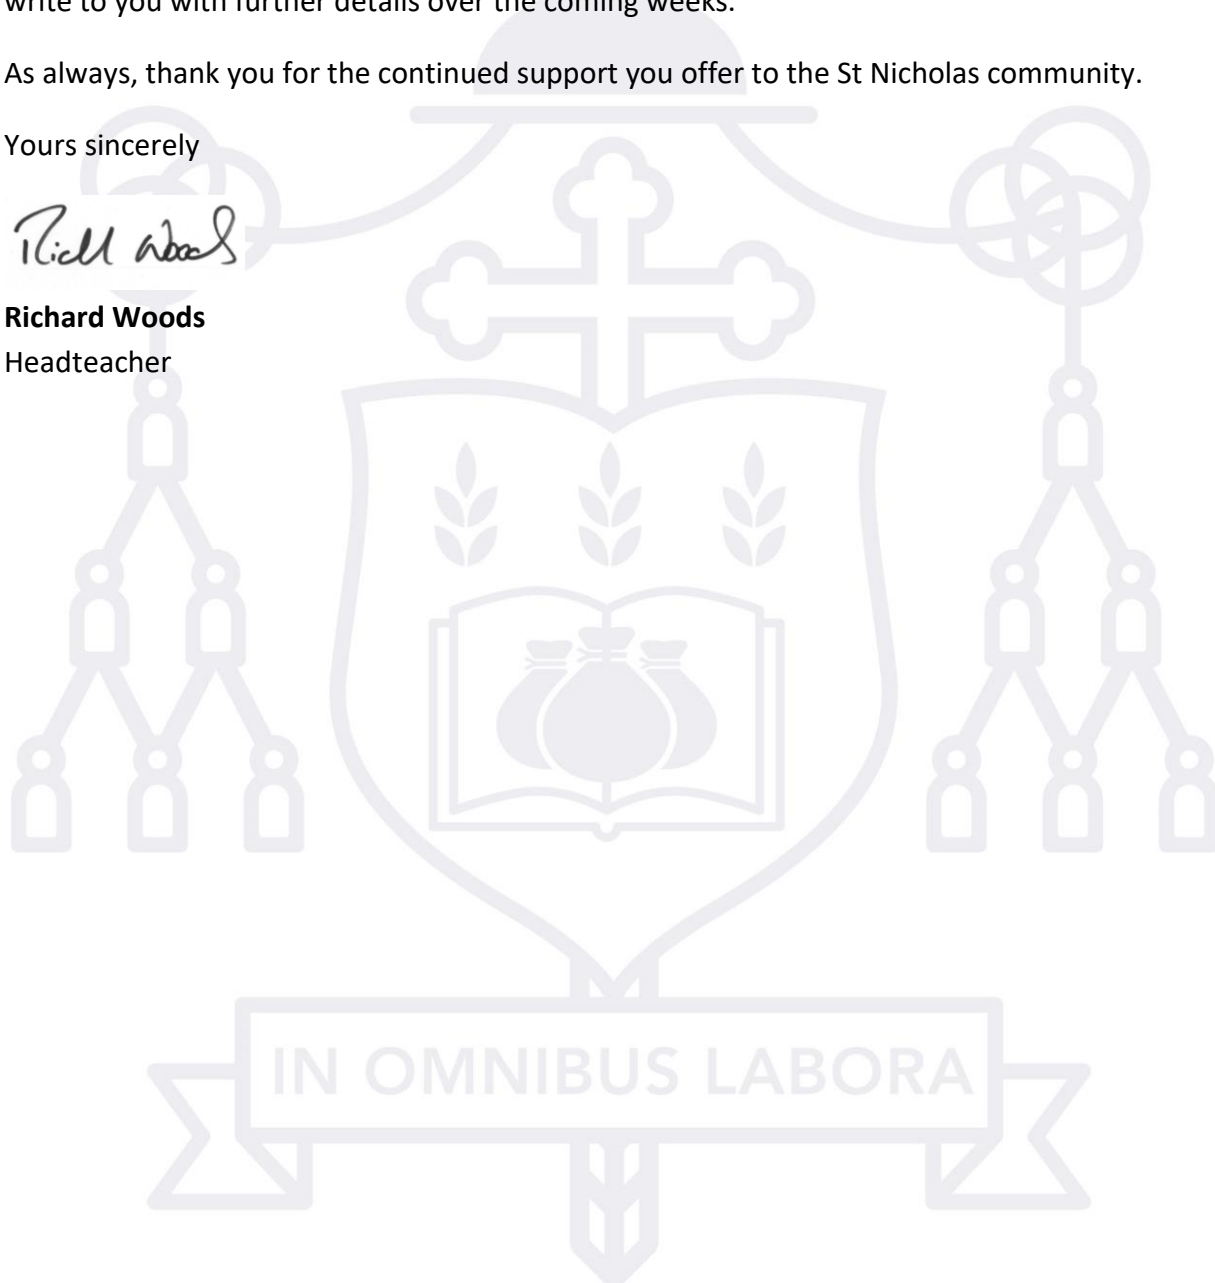 write to you with further details over the coming weeks.
As always, thank you for the continued support you offer to the St Nicholas community.
Yours sincerely
Richard Woods
Headteacher
IN OMNIBUS LABORA